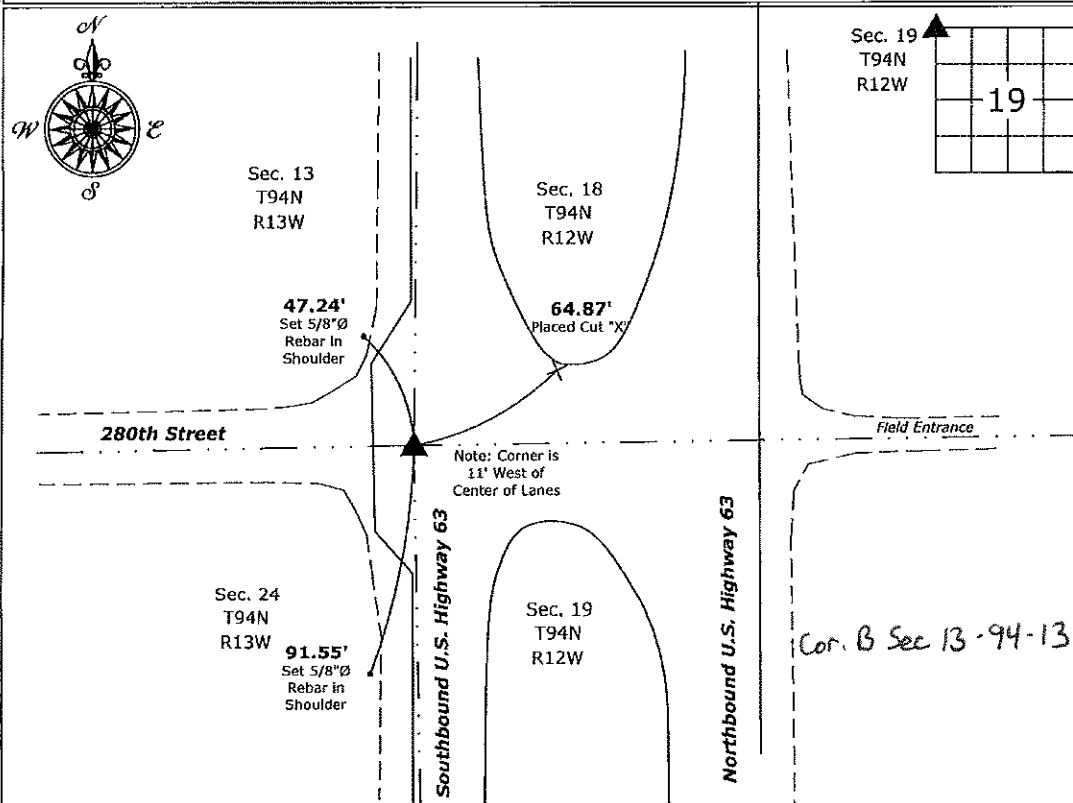 N
W
E
S
Sec. 19
T94N
R12W
19
Sec. 13
T94N
R13W
Sec. 18
T94N
R12W
47.24'
Set 5/8"Ø
Rebar in
Shoulder
64.87'
Placed Cut "X"
280th Street
Field Entrance
Note: Corner is
11' West of
Center of Lanes
Southbound U.S. Highway 63
Northbound U.S. Highway 63
Sec. 24
T94N
R13W
91.55'
Set 5/8"Ø
Rebar in
Shoulder
Sec. 19
T94N
R12W
Cor. B Sec 13-94-13